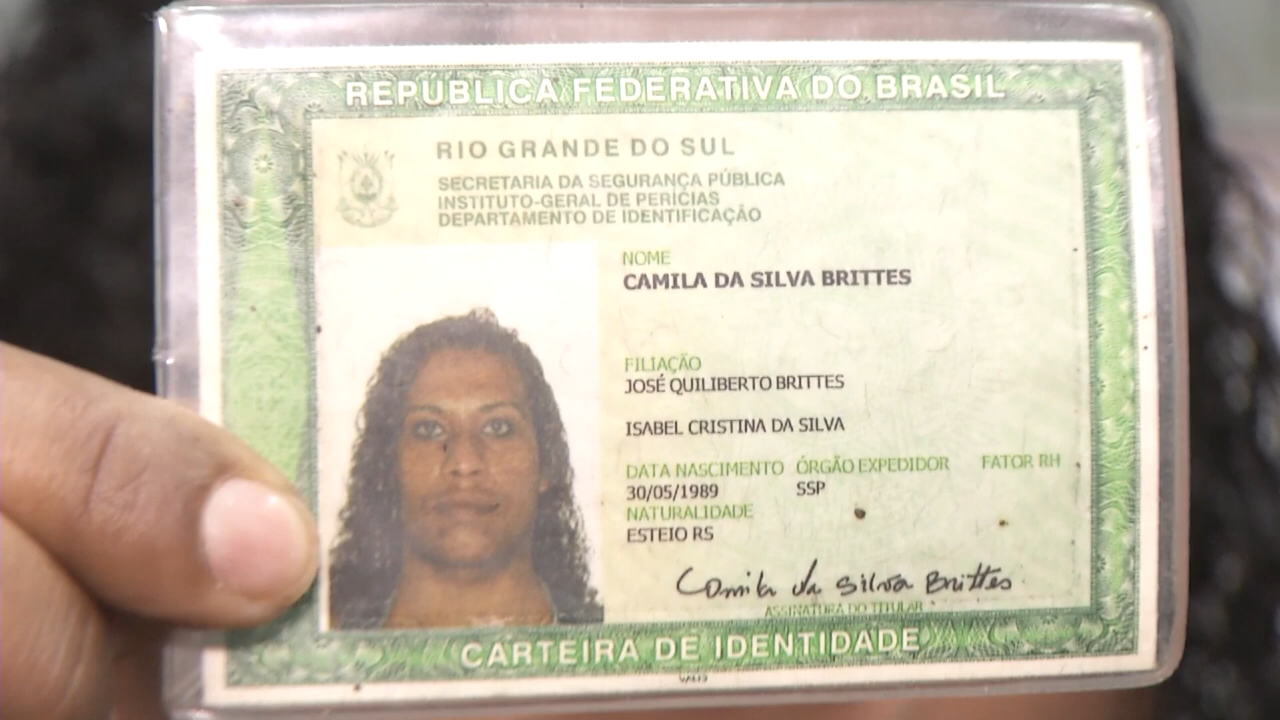 REPÚBLICA FEDERATIVA DO BRASIL
RIO GRANDE DO SUL
SECRETARIA DA SEGURANÇA PÚBLICA
INSTITUTO-GERAL DE PERÍCIAS
DEPARTAMENTO DE IDENTIFICAÇÃO
NOME
CAMILA DA SILVA BRITTES
FILIAÇÃO
JOSÉ QUILIBERTO BRITTES
ISABEL CRISTINA DA SILVA
DATA NASCIMENTO ÓRGÃO EXPEDIDOR FATOR RH
30/05/1989 SSP
NATURALIDADE
ESTEIO RS
Camila da Silva Brittes
ASSINATURA DO TITULAR
CARTEIRA DE IDENTIDADE